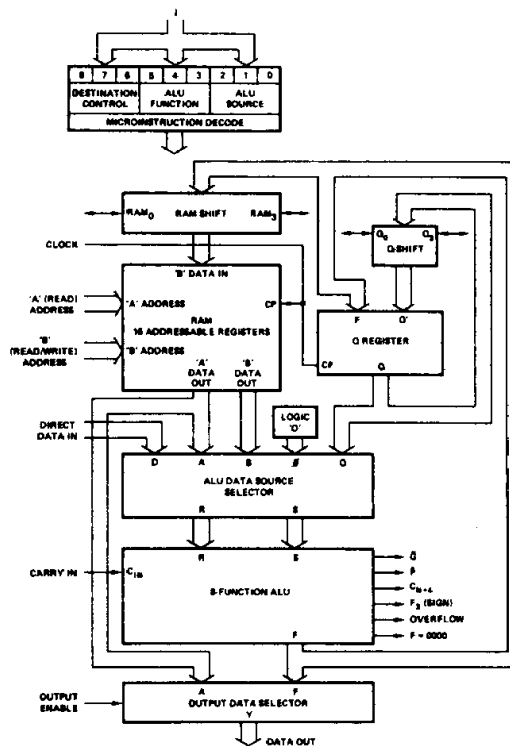 I
8 7 6 5 4 3 2 1 0
DESTINATION CONTROL
ALU FUNCTION
ALU SOURCE
MICROINSTRUCTION DECODE
RAM0 RAM SHIFT RAM3
Q0 Q3
Q-SHIFT
CLOCK
'B' DATA IN
'A' (READ) ADDRESS
'A' ADDRESS
CP
RAM
16 ADDRESSABLE REGISTERS
'B' (READ/WRITE) ADDRESS
'B' ADDRESS
'A' DATA OUT
'B' DATA OUT
F Q'
Q REGISTER
CP
Q
LOGIC '0'
DIRECT DATA IN
D A B Ø Q
ALU DATA SOURCE SELECTOR
R S
R S
CARRY IN
Cin
8-FUNCTION ALU
F
G̅
P̅
CN+4
F3 (SIGN)
OVERFLOW
F = 0000
OUTPUT ENABLE
A F
OUTPUT DATA SELECTOR
Y
DATA OUT